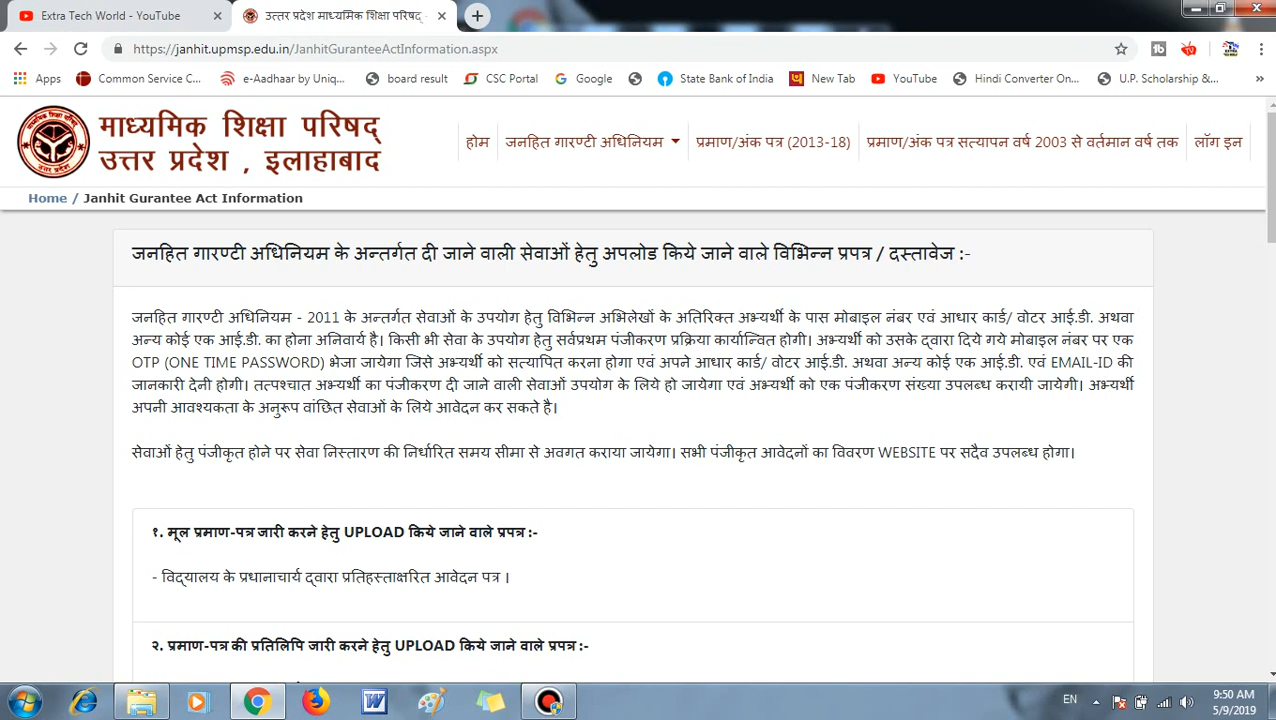 Extra Tech World - YouTube
उत्तर प्रदेश माध्यमिक शिक्षा परिषद् -
https://janhit.upmsp.edu.in/JanhitGuranteeActInformation.aspx
Apps Common Service C... e-Aadhaar by Uniq... board result CSC Portal Google State Bank of India New Tab YouTube Hindi Converter On... U.P. Scholarship &... »
माध्यमिक शिक्षा परिषद्
उत्तर प्रदेश , इलाहाबाद
होम जनहित गारण्टी अधिनियम प्रमाण/अंक पत्र (2013-18) प्रमाण/अंक पत्र सत्यापन वर्ष 2003 से वर्तमान वर्ष तक लॉग इन
Home / Janhit Gurantee Act Information
जनहित गारण्टी अधिनियम के अन्तर्गत दी जाने वाली सेवाओं हेतु अपलोड किये जाने वाले विभिन्न प्रपत्र / दस्तावेज :-
जनहित गारण्टी अधिनियम - 2011 के अन्तर्गत सेवाओं के उपयोग हेतु विभिन्न अभिलेखों के अतिरिक्त अभ्यर्थी के पास मोबाइल नंबर एवं आधार कार्ड/ वोटर आई.डी. अथवा
अन्य कोई एक आई.डी. का होना अनिवार्य है। किसी भी सेवा के उपयोग हेतु सर्वप्रथम पंजीकरण प्रक्रिया कार्यान्वित होगी। अभ्यर्थी को उसके द्वारा दिये गये मोबाइल नंबर पर एक
OTP (ONE TIME PASSWORD) भेजा जायेगा जिसे अभ्यर्थी को सत्यापित करना होगा एवं अपने आधार कार्ड/ वोटर आई.डी. अथवा अन्य कोई एक आई.डी. एवं EMAIL-ID की
जानकारी देनी होगी। तत्पश्चात अभ्यर्थी का पंजीकरण दी जाने वाली सेवाओं उपयोग के लिये हो जायेगा एवं अभ्यर्थी को एक पंजीकरण संख्या उपलब्ध करायी जायेगी। अभ्यर्थी
अपनी आवश्यकता के अनुरूप वांछित सेवाओं के लिये आवेदन कर सकते है।
सेवाओं हेतु पंजीकृत होने पर सेवा निस्तारण की निर्धारित समय सीमा से अवगत कराया जायेगा। सभी पंजीकृत आवेदनों का विवरण WEBSITE पर सदैव उपलब्ध होगा।
१. मूल प्रमाण-पत्र जारी करने हेतु UPLOAD किये जाने वाले प्रपत्र :-
- विद्यालय के प्रधानाचार्य द्वारा प्रतिहस्ताक्षरित आवेदन पत्र ।
२. प्रमाण-पत्र की प्रतिलिपि जारी करने हेतु UPLOAD किये जाने वाले प्रपत्र :-
EN
9:50 AM
5/9/2019